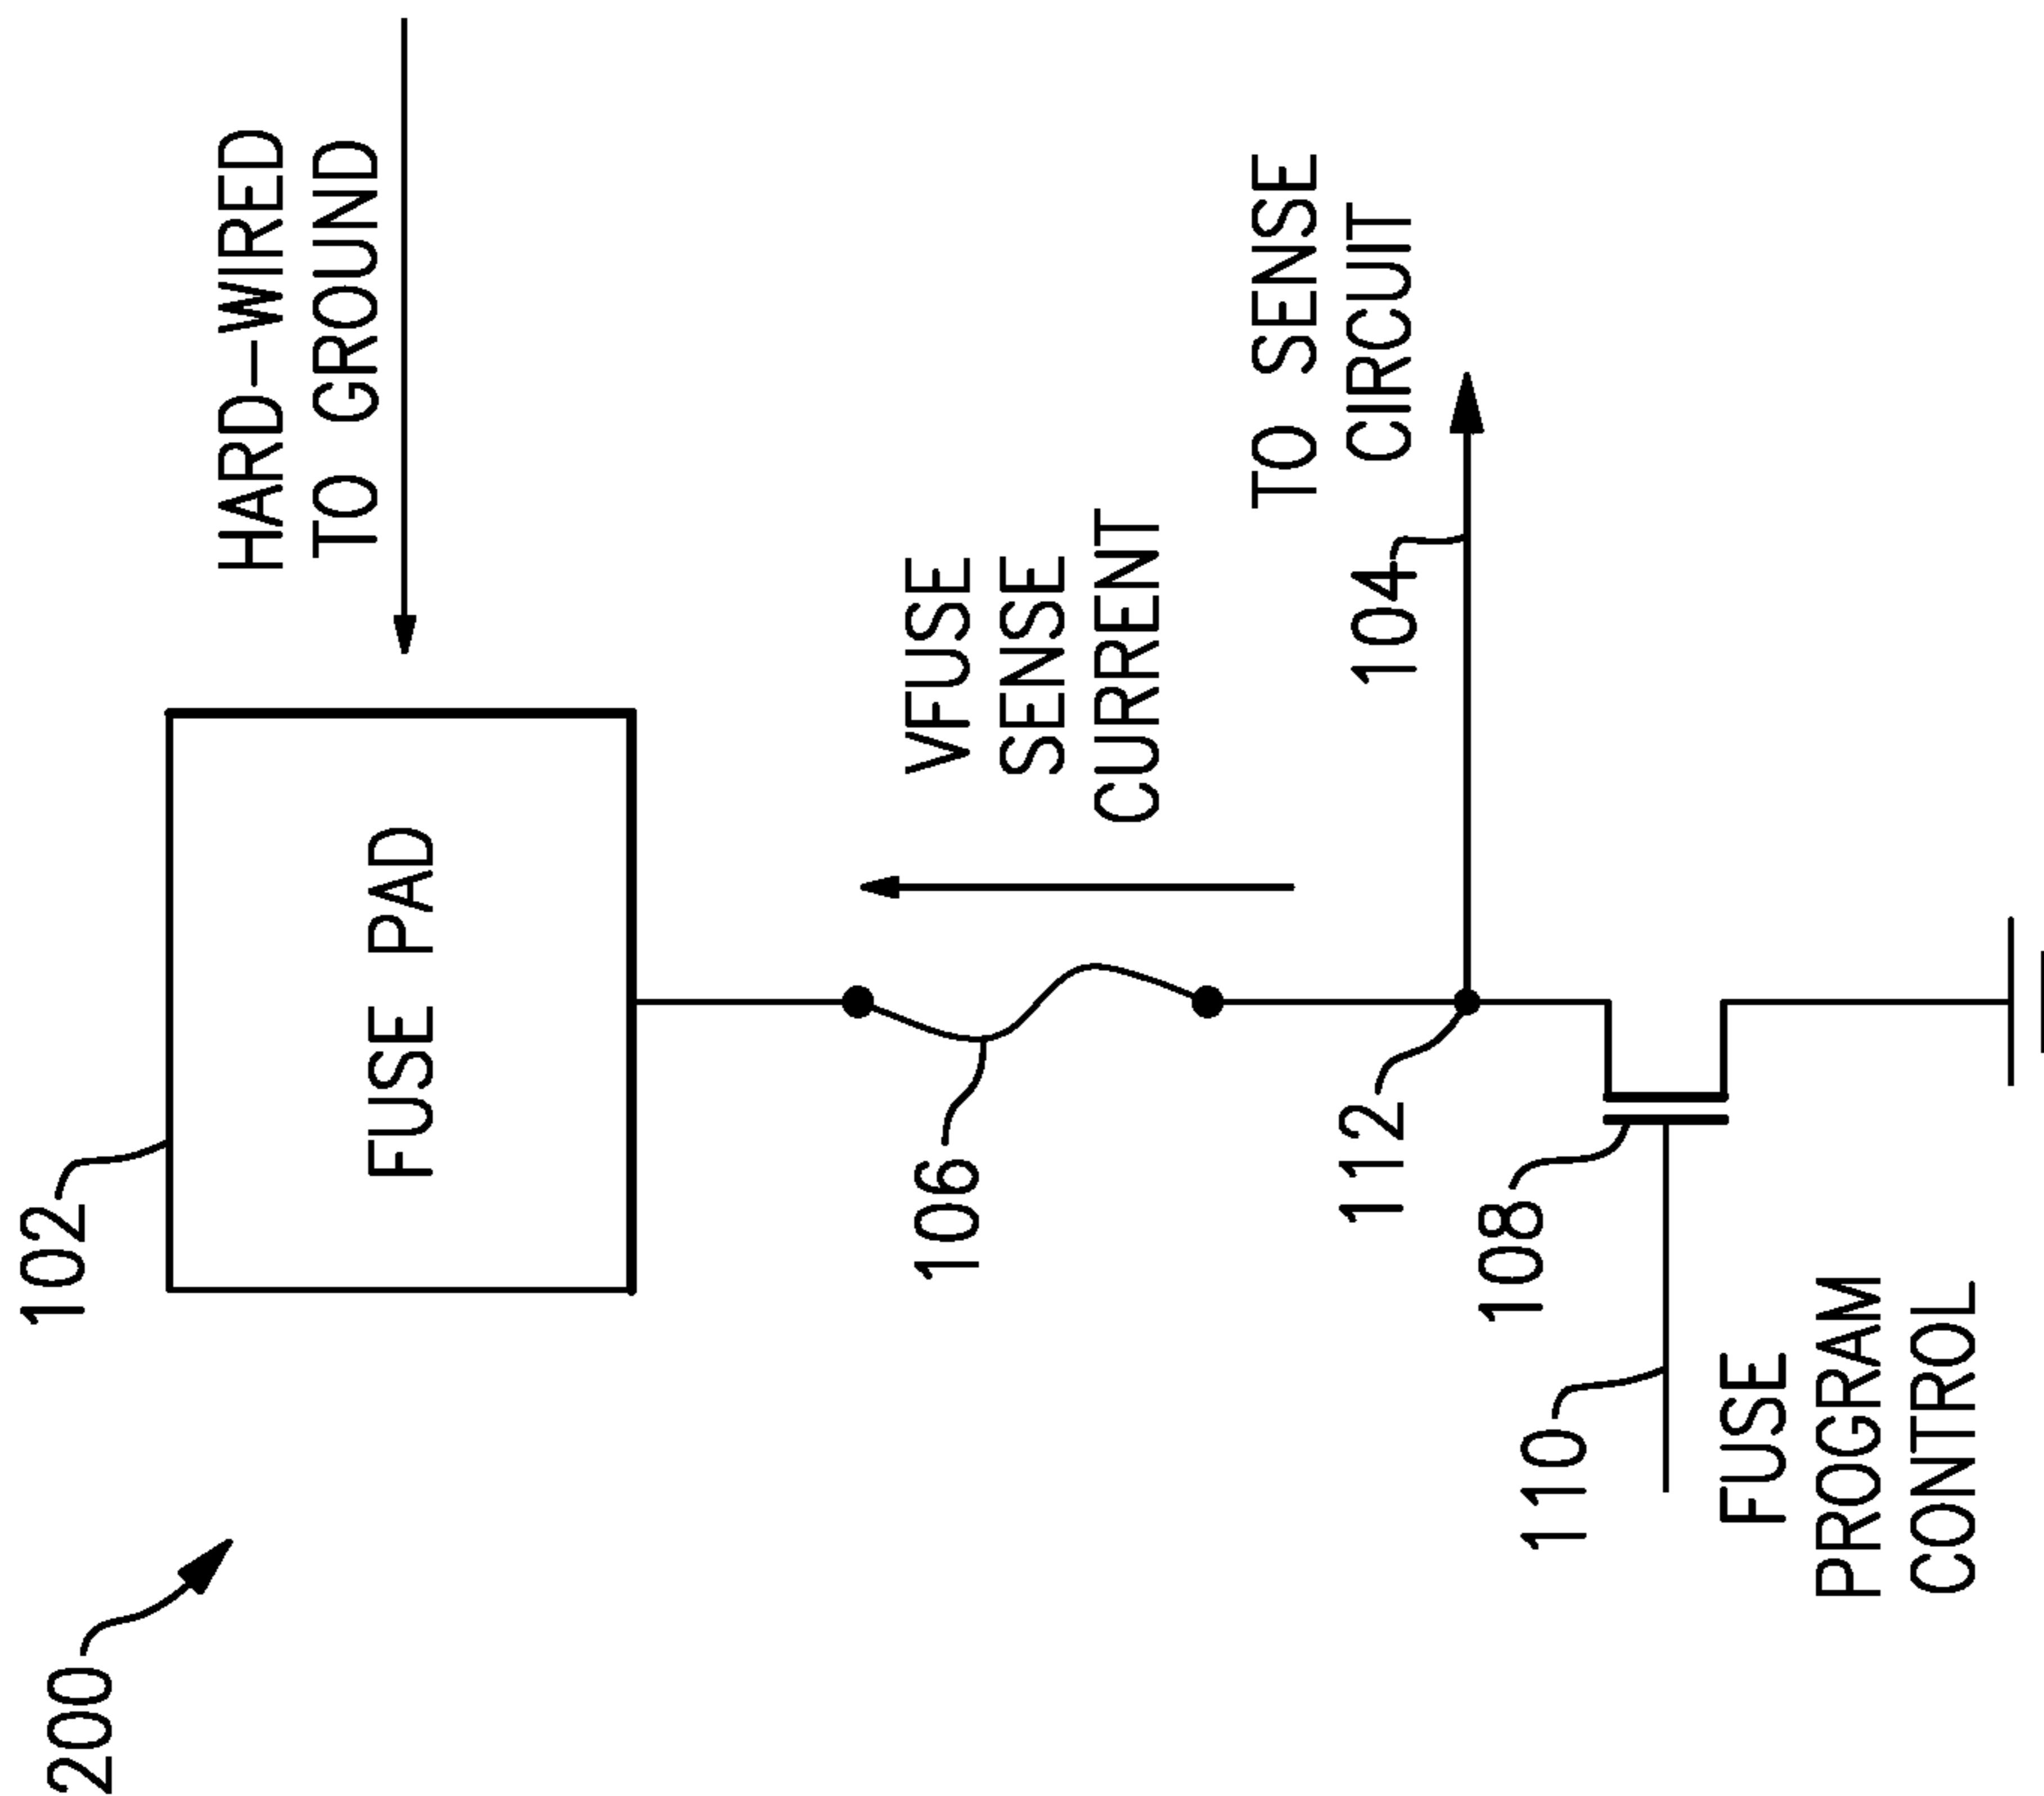 200
102
FUSE PAD
HARD-WIRED
TO GROUND
106
VFUSE
SENSE
CURRENT
112
104
TO SENSE
CIRCUIT
108
110
FUSE
PROGRAM
CONTROL